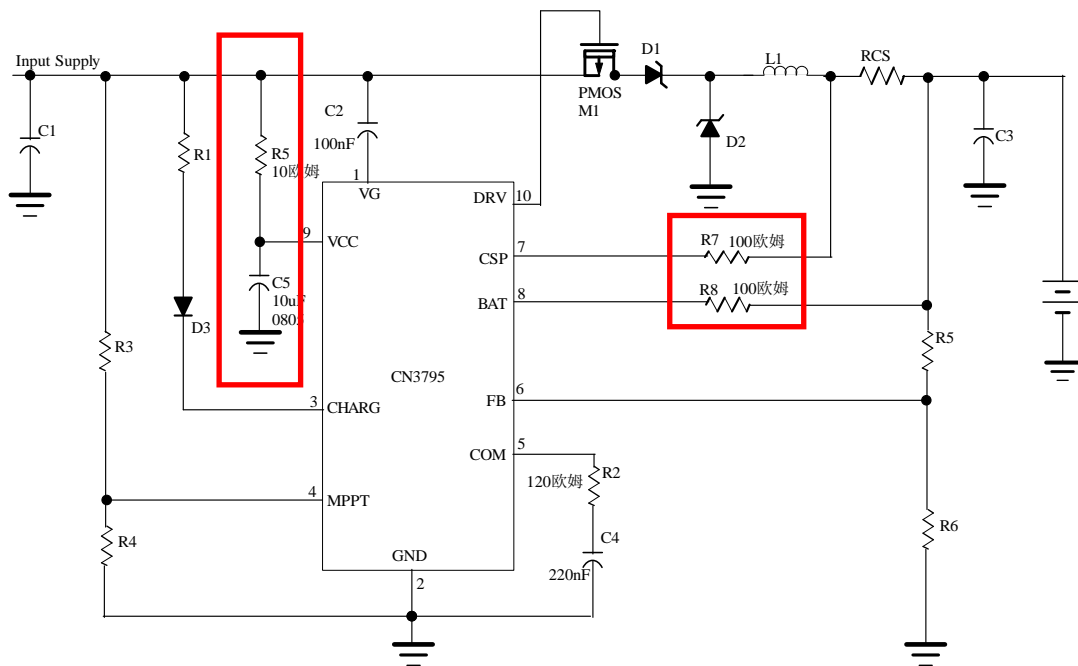 Input Supply
C1
R1
R5
10欧姆
C2
100nF
PMOS
M1
D1
D2
L1
RCS
C3
1
VG
DRV
10
9
VCC
C5
10uF
D3
R3
CSP
7
R7
100欧姆
BAT
8
R8
100欧姆
R5
CN3795
3
CHARG
FB
6
COM
5
120欧姆
R2
4
MPPT
R4
GND
2
C4
220nF
R6